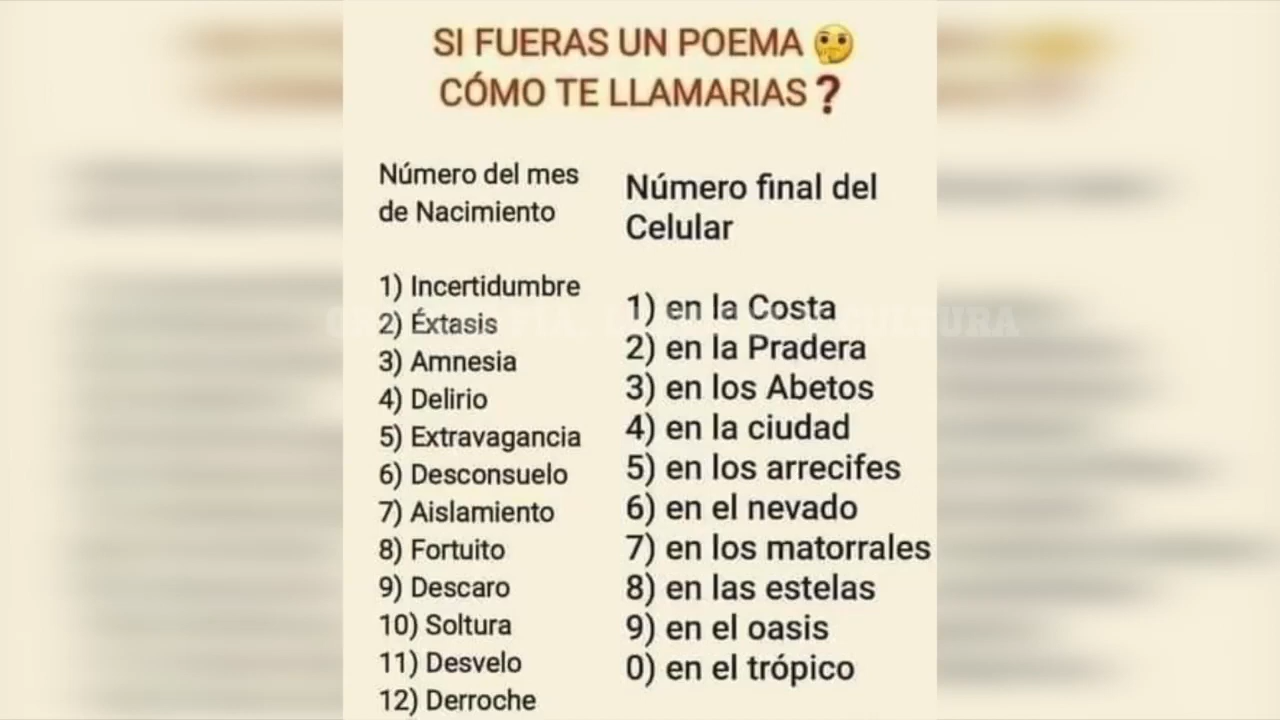 SI FUERAS UN POEMA 🤔
CÓMO TE LLAMARIAS❓
Número del mes
de Nacimiento
1) Incertidumbre
2) Éxtasis
3) Amnesia
4) Delirio
5) Extravagancia
6) Desconsuelo
7) Aislamiento
8) Fortuito
9) Descaro
10) Soltura
11) Desvelo
12) Derroche
Número final del
Celular
1) en la Costa
2) en la Pradera
3) en los Abetos
4) en la ciudad
5) en los arrecifes
6) en el nevado
7) en los matorrales
8) en las estelas
9) en el oasis
0) en el trópico